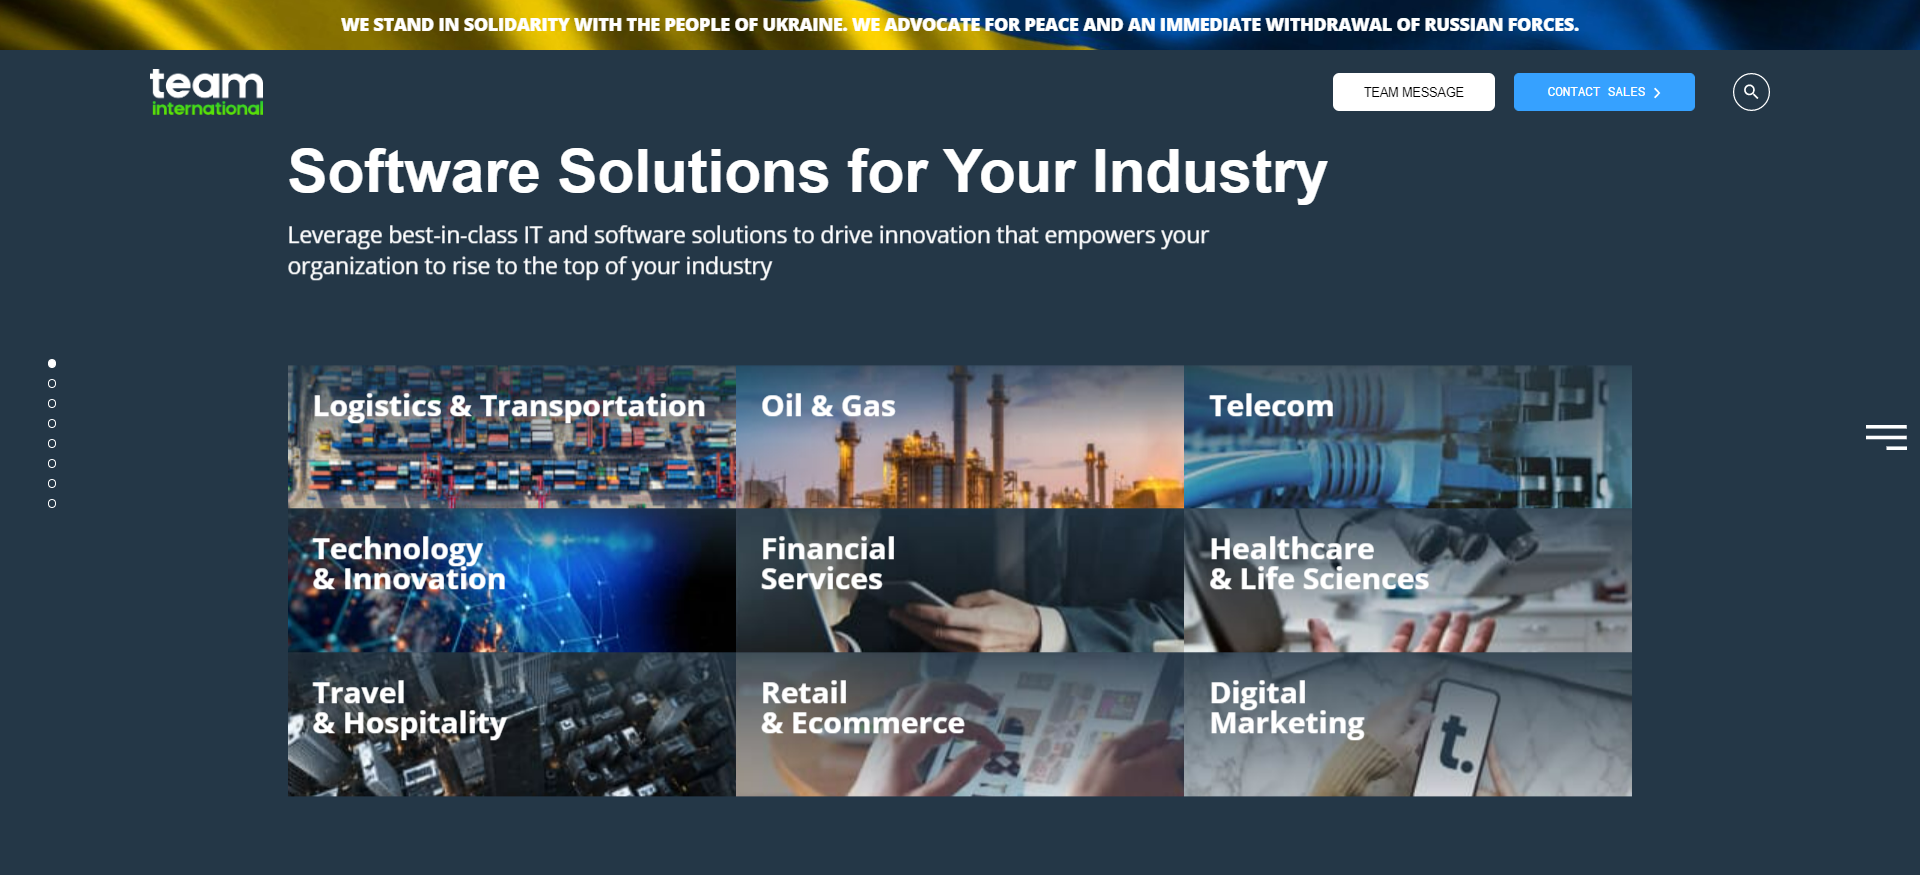 WE STAND IN SOLIDARITY WITH THE PEOPLE OF UKRAINE. WE ADVOCATE FOR PEACE AND AN IMMEDIATE WITHDRAWAL OF RUSSIAN FORCES.
team
international
TEAM MESSAGE
CONTACT SALES
Software Solutions for Your Industry
Leverage best-in-class IT and software solutions to drive innovation that empowers your
organization to rise to the top of your industry
Logistics & Transportation
Oil & Gas
Telecom
Technology
& Innovation
Financial
Services
Healthcare
& Life Sciences
Travel
& Hospitality
Retail
& Ecommerce
Digital
Marketing
t.